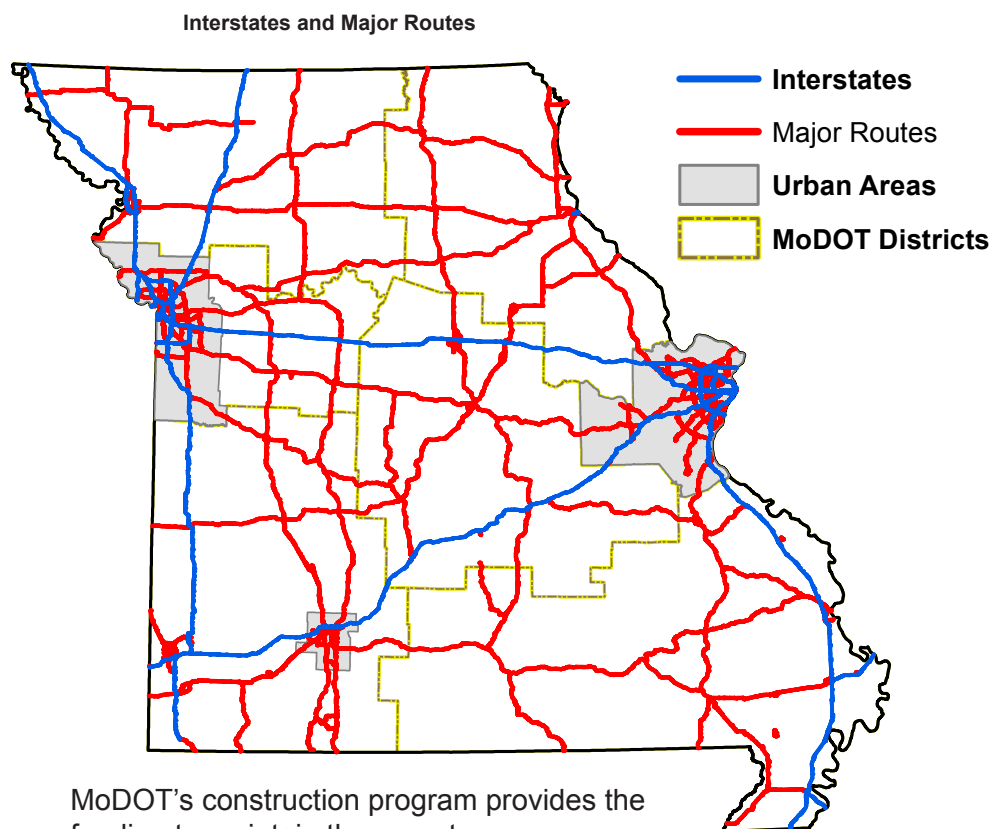 Interstates and Major Routes
Interstates
Major Routes
Urban Areas
MoDOT Districts
MoDOT's construction program provides the